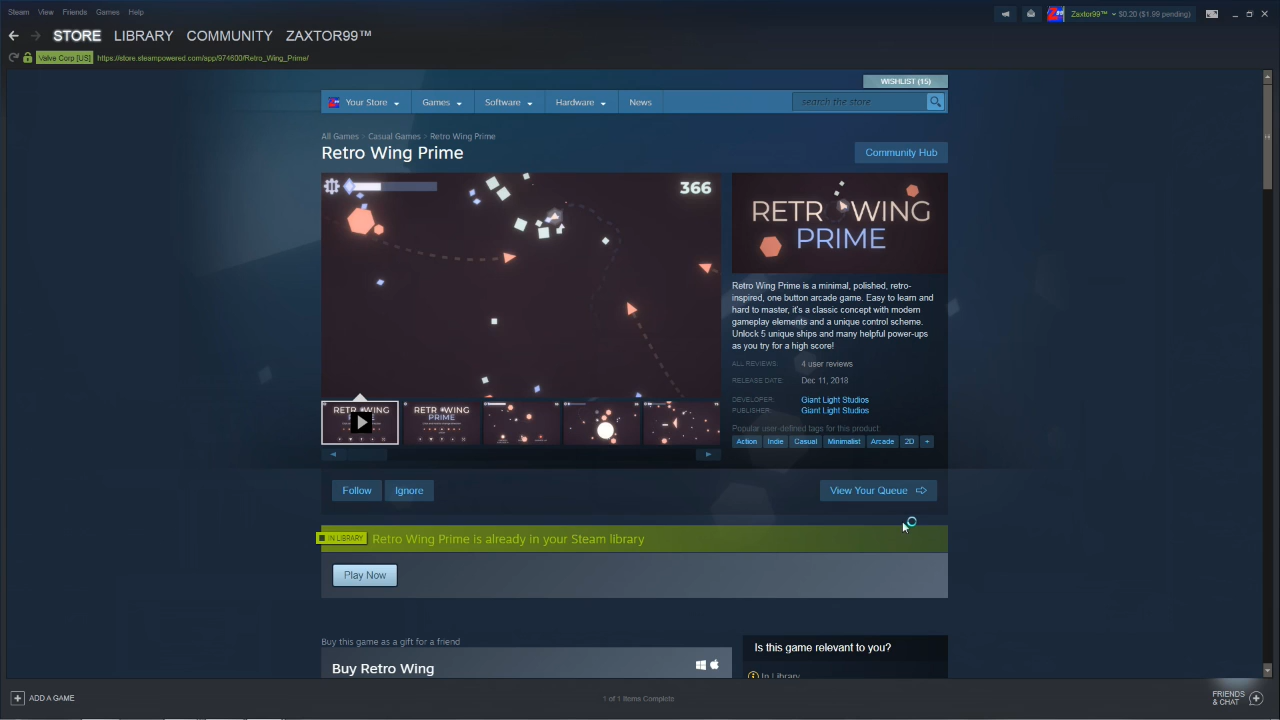 Steam View Friends Games Help
Zaxtor99™ $0.20 ($1.99 pending)
STORE LIBRARY COMMUNITY ZAXTOR99™
Valve Corp [US] https://store.steampowered.com/app/974600/Retro_Wing_Prime/
WISHLIST (15)
Your Store Games Software Hardware News search the store
All Games > Casual Games > Retro Wing Prime
Retro Wing Prime
Community Hub
366
RETRO WING
PRIME
Retro Wing Prime is a minimal, polished, retro-
inspired, one button arcade game. Easy to learn and
hard to master, it's a classic concept with modern
gameplay elements and a unique control scheme.
Unlock 5 unique ships and many helpful power-ups
as you try for a high score!
ALL REVIEWS: 4 user reviews
RELEASE DATE: Dec 11, 2018
DEVELOPER: Giant Light Studios
PUBLISHER: Giant Light Studios
Popular user-defined tags for this product:
Action Indie Casual Minimalist Arcade 2D +
RETRO WING
RETRO WING
PRIME
Follow Ignore View Your Queue
IN LIBRARY Retro Wing Prime is already in your Steam library
Play Now
Buy this game as a gift for a friend
Buy Retro Wing
Is this game relevant to you?
In Library
+ ADD A GAME
1 of 1 Items Complete
FRIENDS
& CHAT